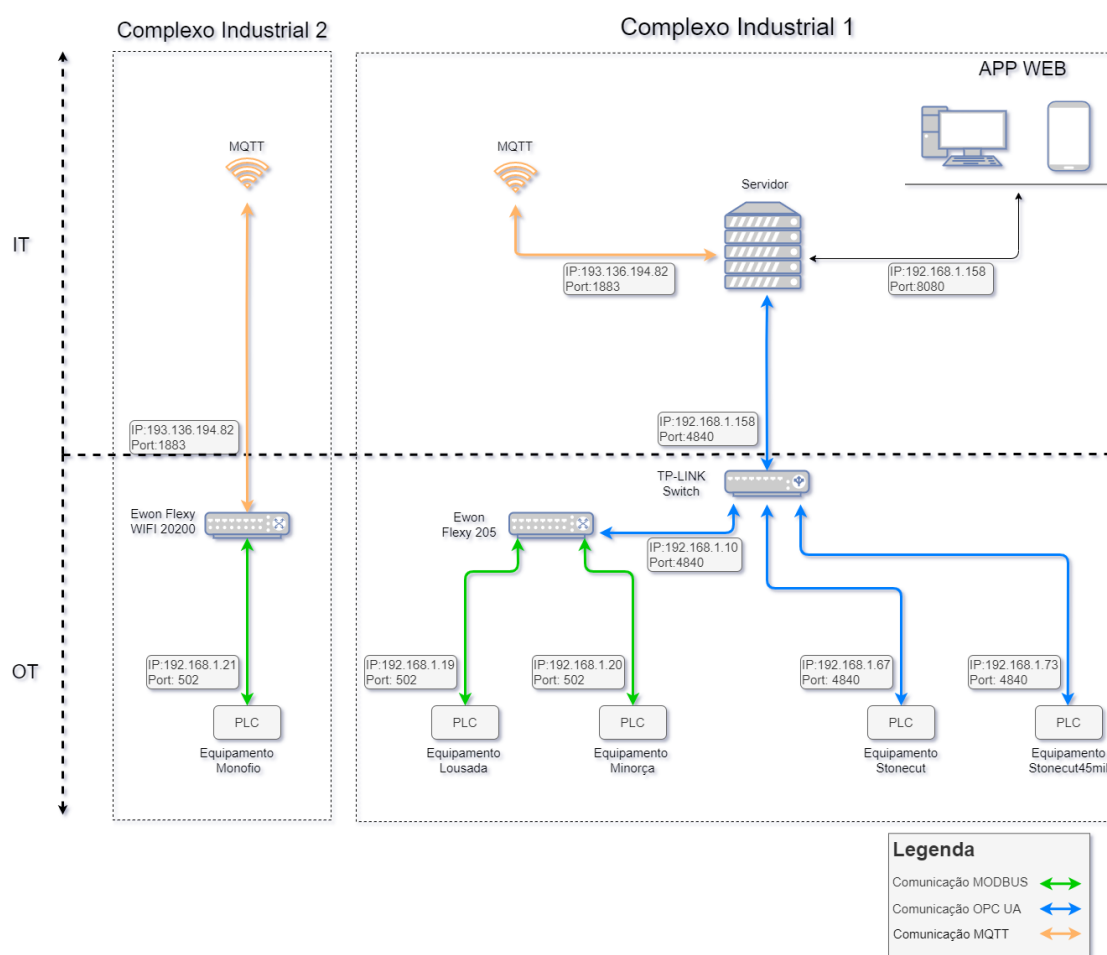 Complexo Industrial 2
Complexo Industrial 1
APP WEB
MQTT
MQTT
Servidor
IT
IP:193.136.194.82
Port:1883
IP:192.168.1.158
Port:8080
IP:193.136.194.82
Port:1883
IP:192.168.1.158
Port:4840
TP-LINK
Switch
Ewon Flexy
WIFI 20200
Ewon
Flexy 205
IP:192.168.1.10
Port:4840
OT
IP:192.168.1.21
Port: 502
IP:192.168.1.19
Port: 502
IP:192.168.1.20
Port: 502
IP:192.168.1.67
Port: 4840
IP:192.168.1.73
Port: 4840
PLC
PLC
PLC
PLC
PLC
Equipamento
Monofio
Equipamento
Lousada
Equipamento
Minorça
Equipamento
Stonecut
Equipamento
Stonecut45mil
Legenda
Comunicação MODBUS
Comunicação OPC UA
Comunicação MQTT